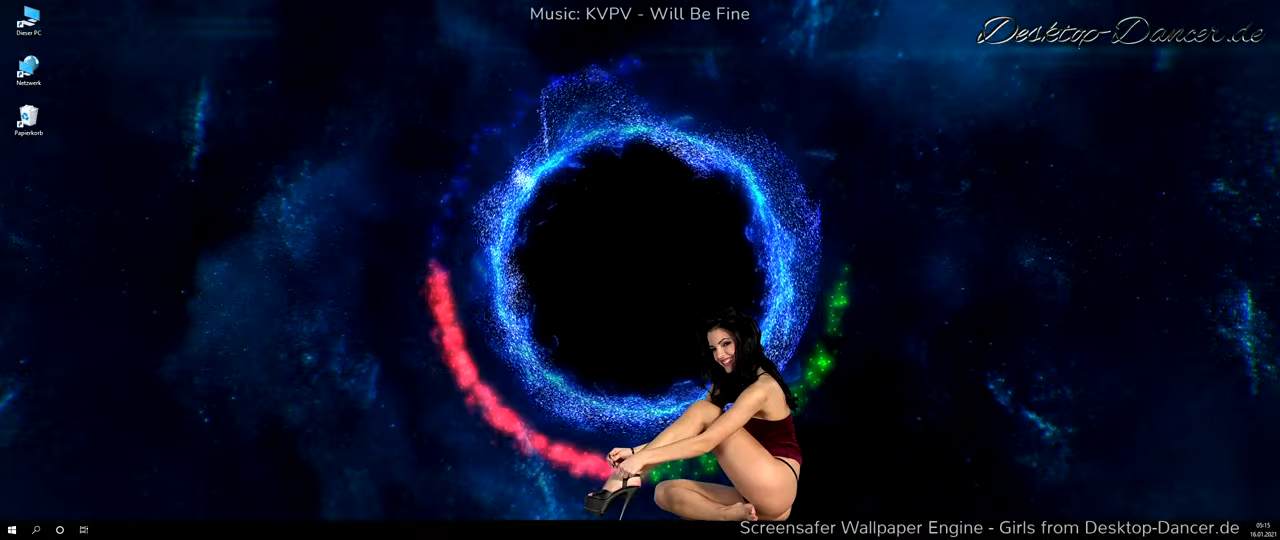 Music: KVPV - Will Be Fine
Desktop-Dancer.de
Dieser PC
Netzwerk
Papierkorb
Screensafer Wallpaper Engine - Girls from Desktop-Dancer.de
05:15
16.01.2021